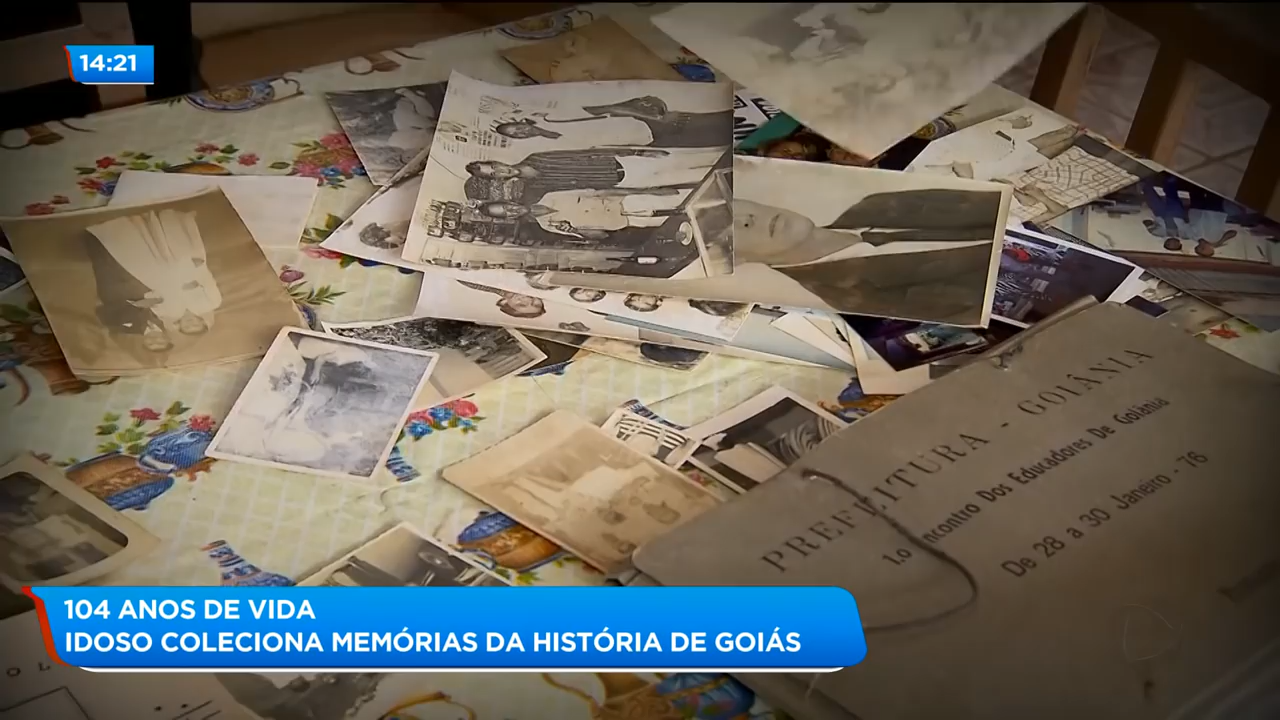 14:21
PREFEITURA - GOIÂNIA
1.o Encontro Dos Educadores De Goiânia
De 28 a 30 Janeiro - 76
104 ANOS DE VIDA
IDOSO COLECIONA MEMÓRIAS DA HISTÓRIA DE GOIÁS